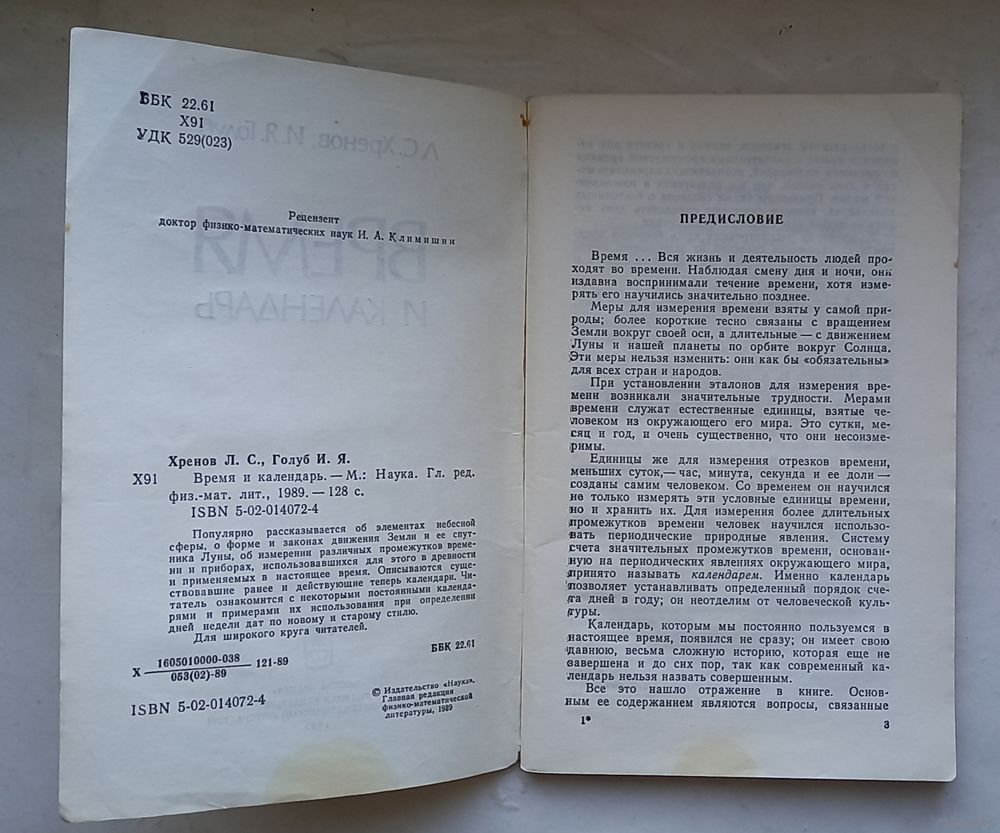 ББК 22.61
Х91
УДК 529(023)
Рецензент
доктор физико-математических наук И. А. Климишин
Хренов Л. С., Голуб И. Я.
Х91 Время и календарь. — М.: Наука. Гл. ред.
физ.-мат. лит., 1989. — 128 с.
ISBN 5-02-014072-4
Популярно рассказывается об элементах небесной
сферы, о форме и законах движения Земли и ее спут-
ника Луны, об измерении различных промежутков време-
ни и приборах, использовавшихся для этого в древности
и применяемых в настоящее время. Описываются суще-
ствовавшие ранее и действующие теперь календари. Чи-
татель ознакомится с некоторыми постоянными календа-
рями и примерами их использования при определении
дней недели дат по новому и старому стилю.
Для широкого круга читателей.
ББК 22.61
Х 1605010000-038
053(02)-89 121-89
ISBN 5-02-014072-4
© Издательство «Наука».
Главная редакция
физико-математической
литературы, 1989
ПРЕДИСЛОВИЕ
Время ... Вся жизнь и деятельность людей про-
ходят во времени. Наблюдая смену дня и ночи, они
издавна воспринимали течение времени, хотя изме-
рять его научились значительно позднее.
Меры для измерения времени взяты у самой при-
роды; более короткие тесно связаны с вращением
Земли вокруг своей оси, а длительные — с движением
Луны и нашей планеты по орбите вокруг Солнца.
Эти меры нельзя изменить: они как бы «обязательны»
для всех стран и народов.
При установлении эталонов для измерения вре-
мени возникали значительные трудности. Мерами
времени служат естественные единицы, взятые че-
ловеком из окружающего его мира. Это сутки, ме-
сяц и год, и очень существенно, что они несоизме-
римы.
Единицы же для измерения отрезков времени,
меньших суток, — час, минута, секунда и ее доли —
созданы самим человеком. Со временем он научился
не только измерять эти условные единицы времени,
но и хранить их. Для измерения более длительных
промежутков времени человек научился использо-
вать периодические природные явления. Систему
счета значительных промежутков времени, основан-
ную на периодических явлениях окружающего мира,
принято называть календарем. Именно календарь
позволяет устанавливать определенный порядок сче-
та дней в году; он неотделим от человеческой куль-
туры.
Календарь, которым мы постоянно пользуемся в
настоящее время, появился не сразу; он имеет свою
давнюю, весьма сложную историю, которая еще не
завершена и до сих пор, так как современный ка-
лендарь нельзя назвать совершенным.
Все это нашло отражение в книге. Основ-
ным ее содержанием являются вопросы, связанные
1* 3